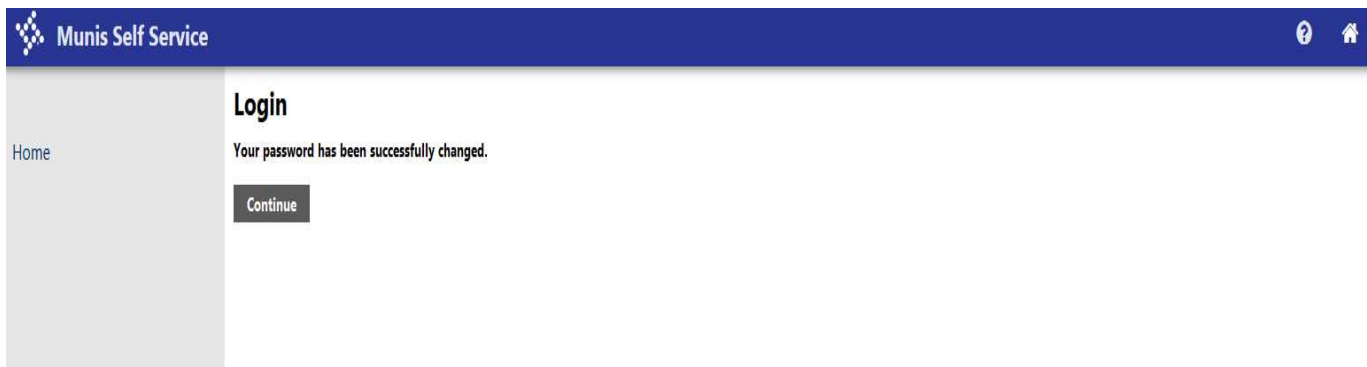 Munis Self Service
Home
Login
Your password has been successfully changed.
Continue